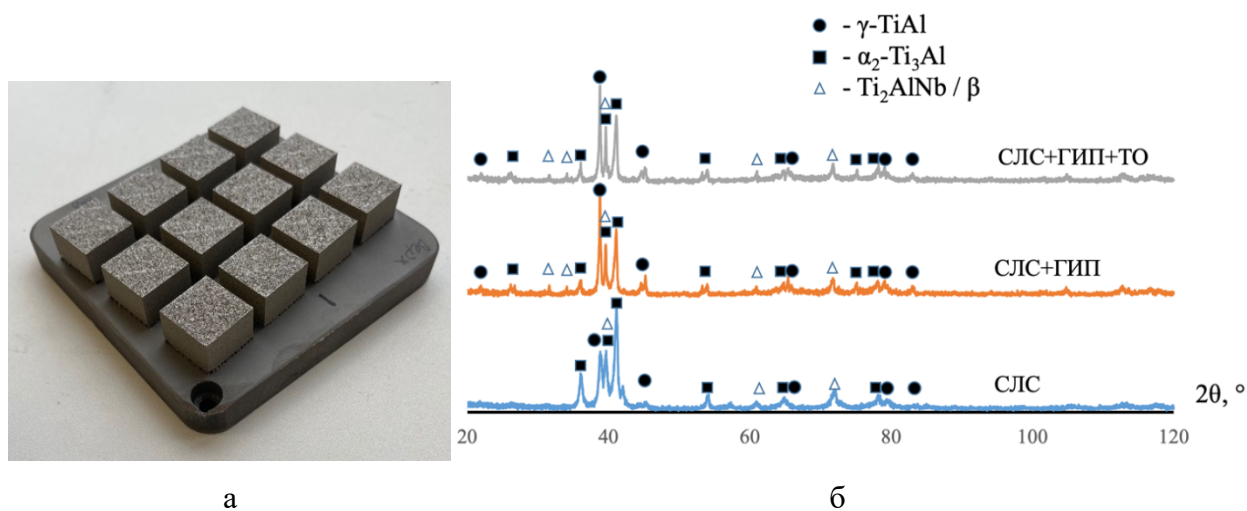 ● - γ-TiAl
■ - α₂-Ti₃Al
△ - Ti₂AlNb / β
СЛС+ГИП+ТО
СЛС+ГИП
СЛС
2θ, °
20 40 60 80 100 120
а б